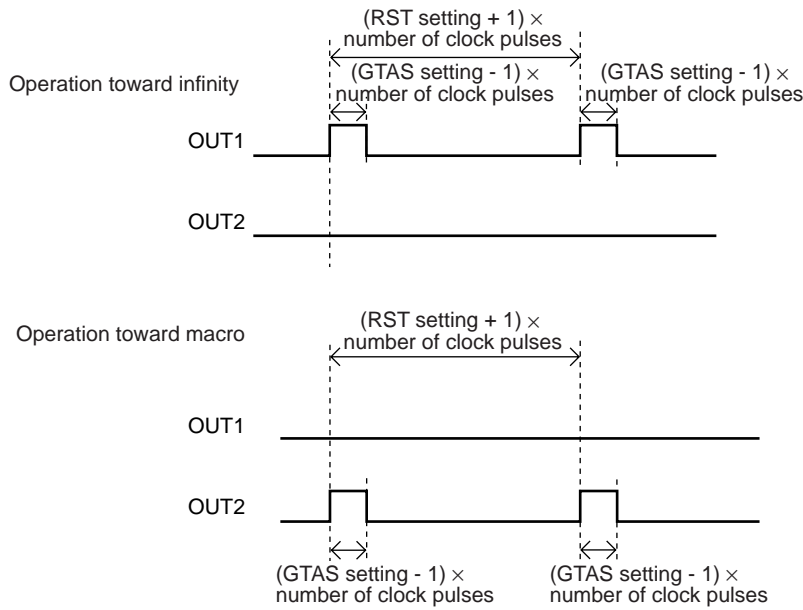 (RST setting + 1) ×
number of clock pulses
Operation toward infinity
(GTAS setting - 1) ×
number of clock pulses
(GTAS setting - 1) ×
number of clock pulses
OUT1
OUT2
Operation toward macro
(RST setting + 1) ×
number of clock pulses
OUT1
OUT2
(GTAS setting - 1) ×
number of clock pulses
(GTAS setting - 1) ×
number of clock pulses